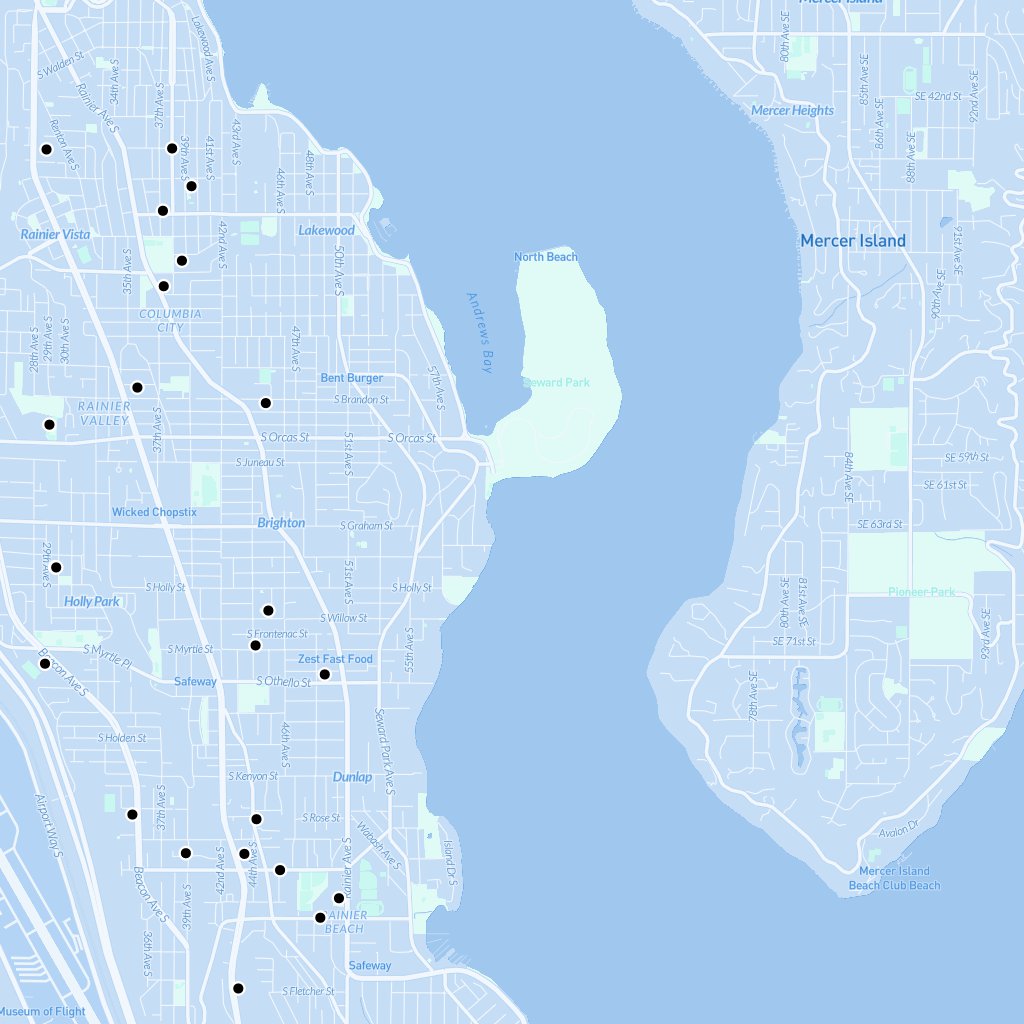 Mercer Island
Lakewood Ave S
80th Ave SE
S Walden St
34th Ave S
37th Ave S
Rainier Ave S
85th Ave SE
92nd Ave SE
SE 42nd St
Mercer Heights
86th Ave SE
Renton Ave S
39th Ave S
41st Ave S
43rd Ave S
48th Ave S
46th Ave S
88th Ave SE
Rainier Vista
Lakewood
42nd Ave S
Mercer Island
91st Ave SE
35th Ave S
50th Ave S
North Beach
90th Ave SE
COLUMBIA
CITY
Andrews Bay
28th Ave S
29th Ave S
30th Ave S
47th Ave S
Bent Burger
57th Ave S
Seward Park
S Brandon St
RAINIER
VALLEY
37th Ave S
S Orcas St
S Orcas St
51st Ave S
S Juneau St
84th Ave SE
SE 59th St
SE 61st St
Wicked Chopstix
Brighton
S Graham St
SE 63rd St
29th Ave S
S Holly St
51st Ave S
S Holly St
80th Ave SE
81st Ave SE
Pioneer Park
Holly Park
S Willow St
S Frontenac St
55th Ave S
SE 71st St
93rd Ave SE
Beacon Ave S
S Myrtle Pl
S Myrtle St
Zest Fast Food
Safeway
S Othello St
78th Ave SE
S Holden St
46th Ave S
Seward Park Ave S
S Kenyon St
Dunlap
Airport Way S
37th Ave S
S Rose St
Wabash Ave S
Island Dr S
Avalon Dr
Beacon Ave S
39th Ave S
42nd Ave S
44th Ave S
Rainier Ave S
Mercer Island
Beach Club Beach
RAINIER
BEACH
36th Ave S
Safeway
S Fletcher St
Museum of Flight